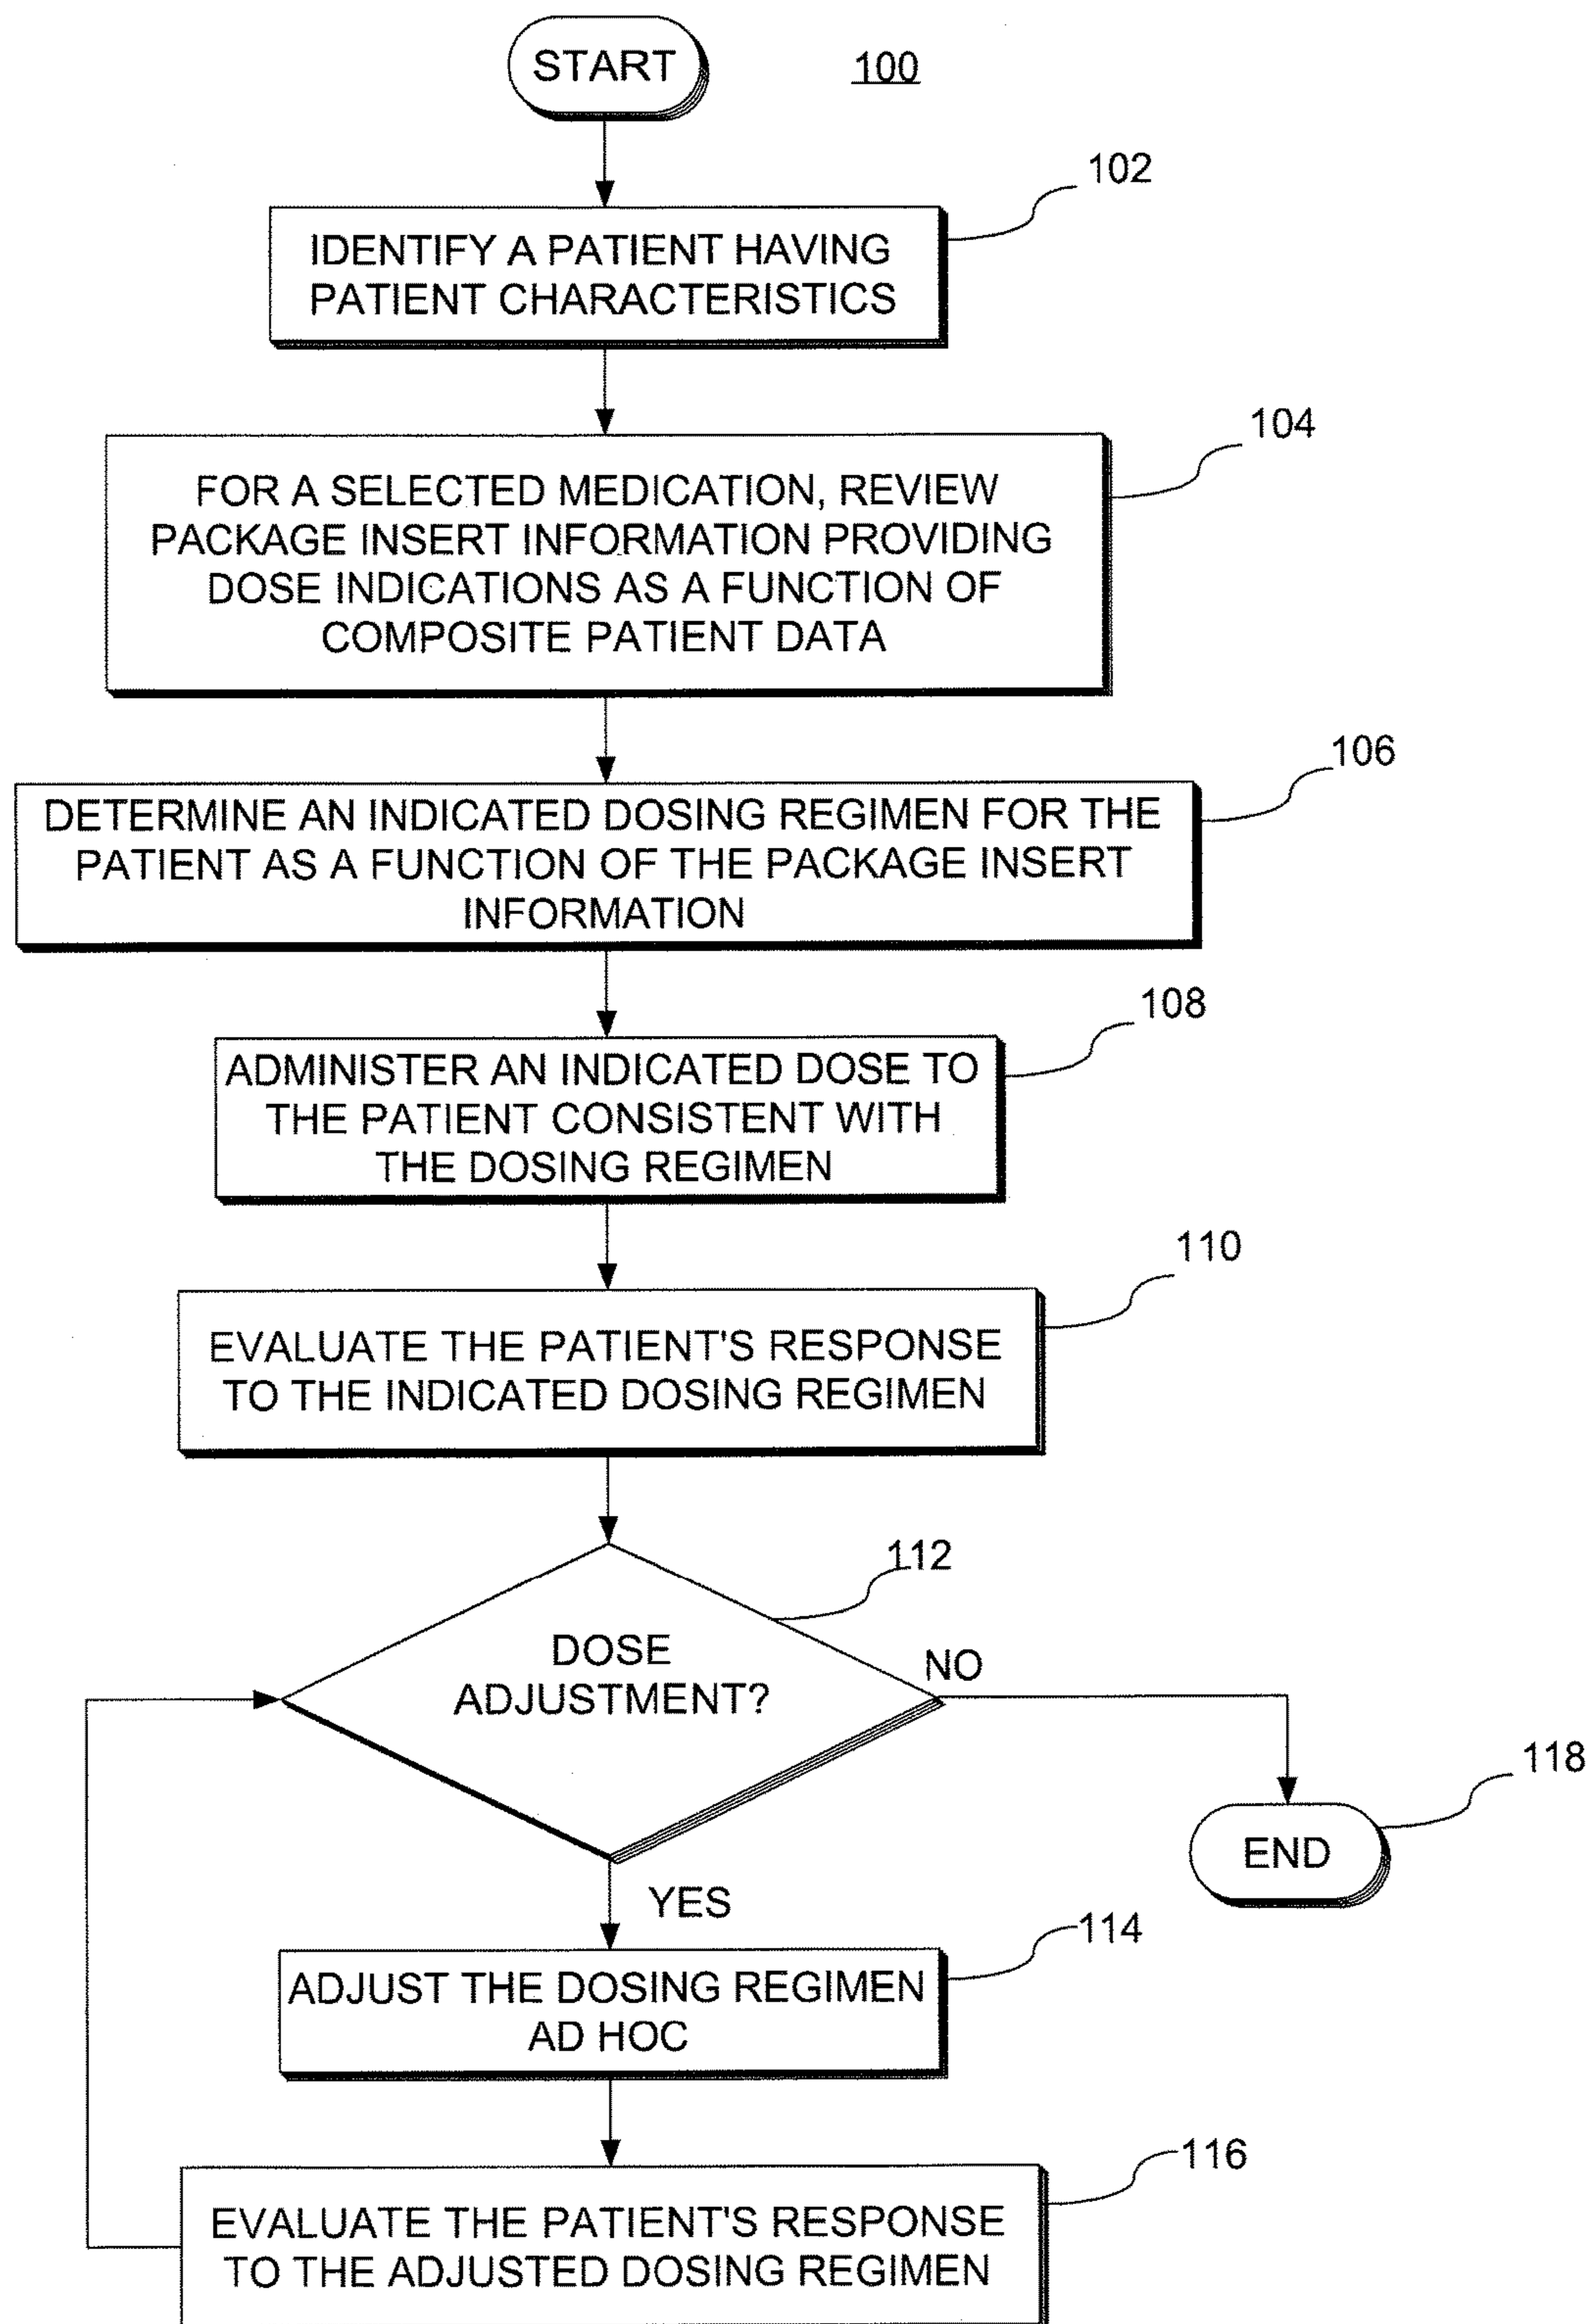 START
100
102
IDENTIFY A PATIENT HAVING
PATIENT CHARACTERISTICS
104
FOR A SELECTED MEDICATION, REVIEW
PACKAGE INSERT INFORMATION PROVIDING
DOSE INDICATIONS AS A FUNCTION OF
COMPOSITE PATIENT DATA
106
DETERMINE AN INDICATED DOSING REGIMEN FOR THE
PATIENT AS A FUNCTION OF THE PACKAGE INSERT
INFORMATION
108
ADMINISTER AN INDICATED DOSE TO
THE PATIENT CONSISTENT WITH
THE DOSING REGIMEN
110
EVALUATE THE PATIENT'S RESPONSE
TO THE INDICATED DOSING REGIMEN
112
DOSE
ADJUSTMENT?
NO
118
END
YES
114
ADJUST THE DOSING REGIMEN
AD HOC
116
EVALUATE THE PATIENT'S RESPONSE
TO THE ADJUSTED DOSING REGIMEN